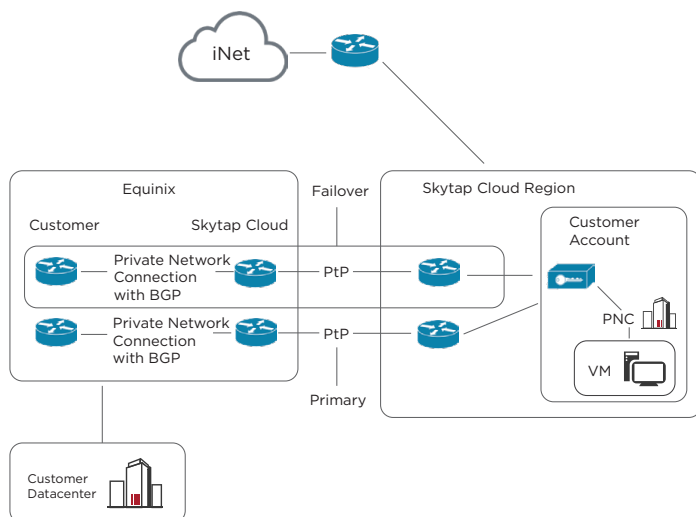 iNet
Equinix
Failover
Skytap Cloud Region
Customer
Skytap Cloud
Customer
Account
Private Network
Connection
with BGP
PtP
PNC
Private Network
Connection
with BGP
PtP
VM
Primary
Customer
Datacenter